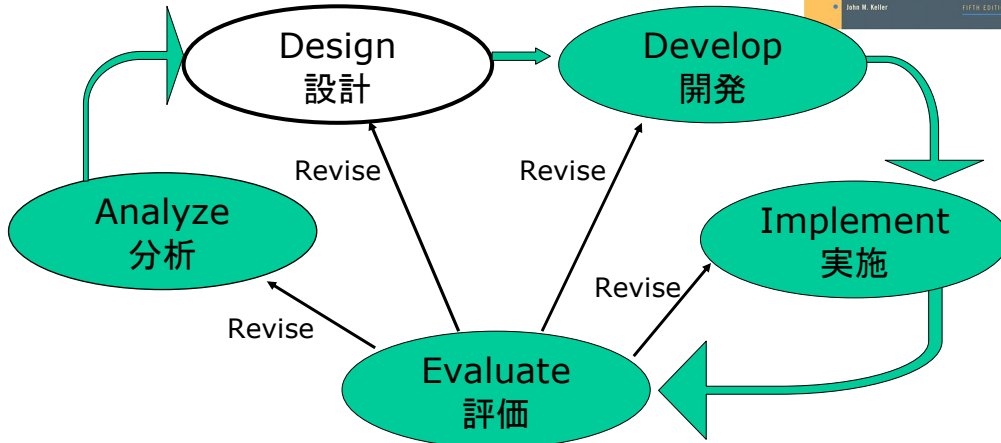 John M. Keller
FIFTH EDITION
Design
設計
Develop
開発
Revise
Revise
Analyze
分析
Implement
実施
Revise
Revise
Evaluate
評価